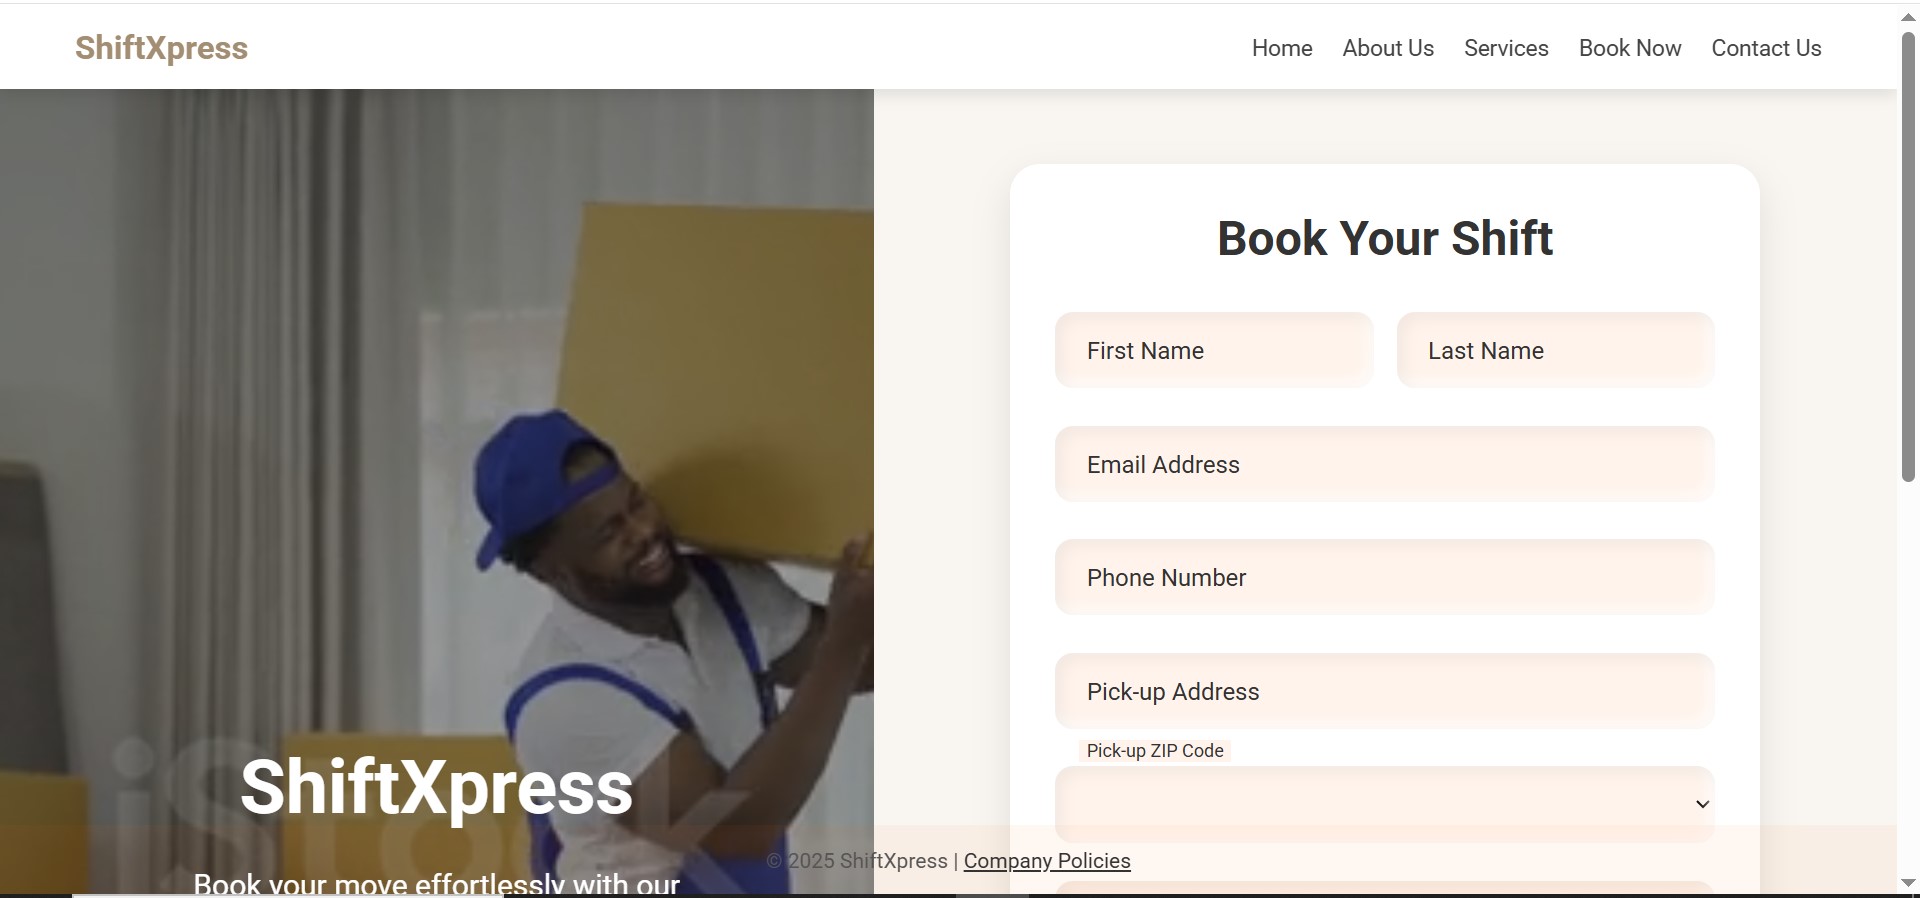 ShiftXpress
Home About Us Services Book Now Contact Us
Book Your Shift
First Name Last Name
Email Address
Phone Number
Pick-up Address
Pick-up ZIP Code
iStock
ShiftXpress
Book your move effortlessly with our
© 2025 ShiftXpress | Company Policies